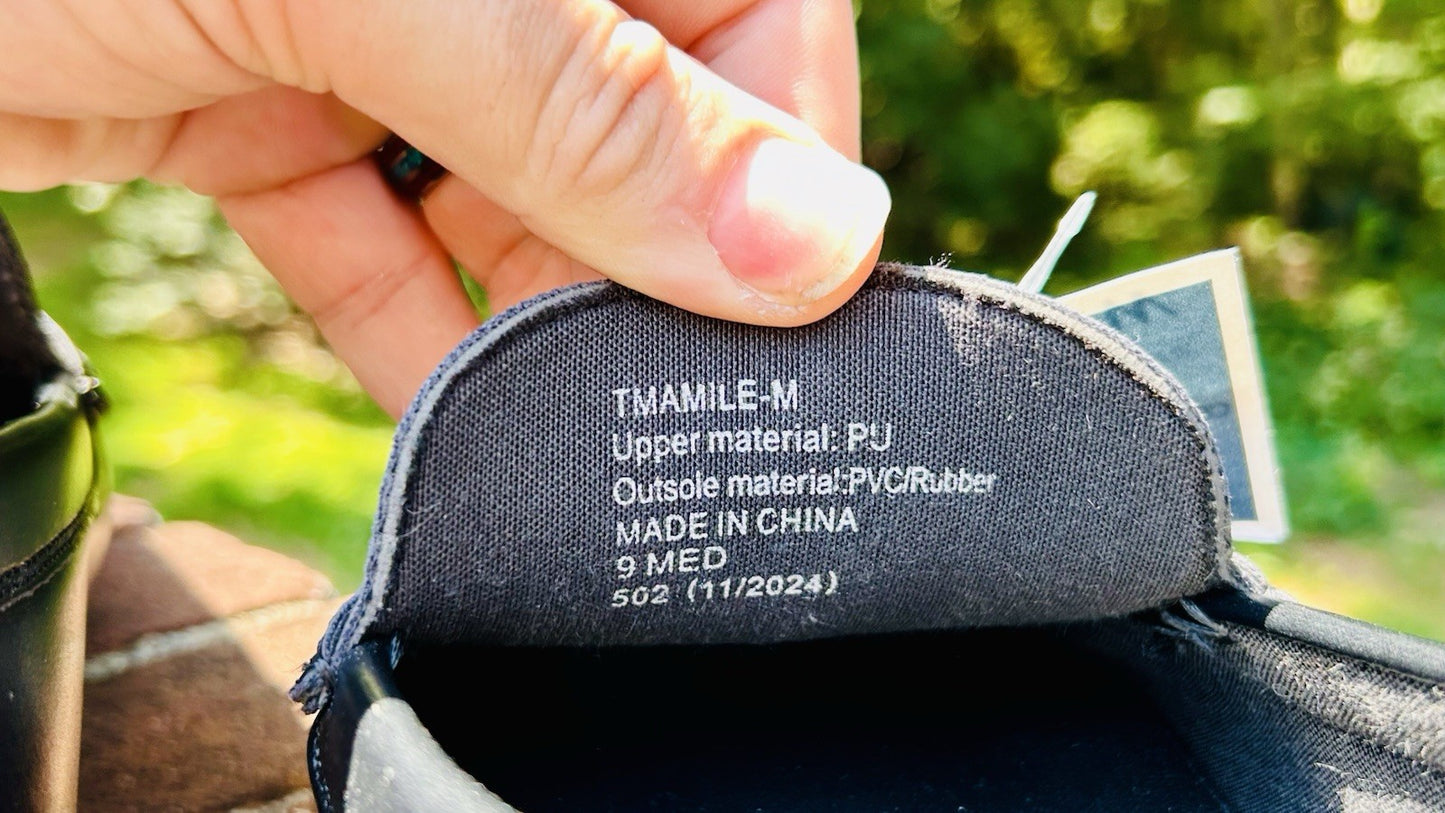 TMAMILE-M
Upper material: PU
Outsole material:PVC/Rubber
MADE IN CHINA
9 MED
502 (11/2024)